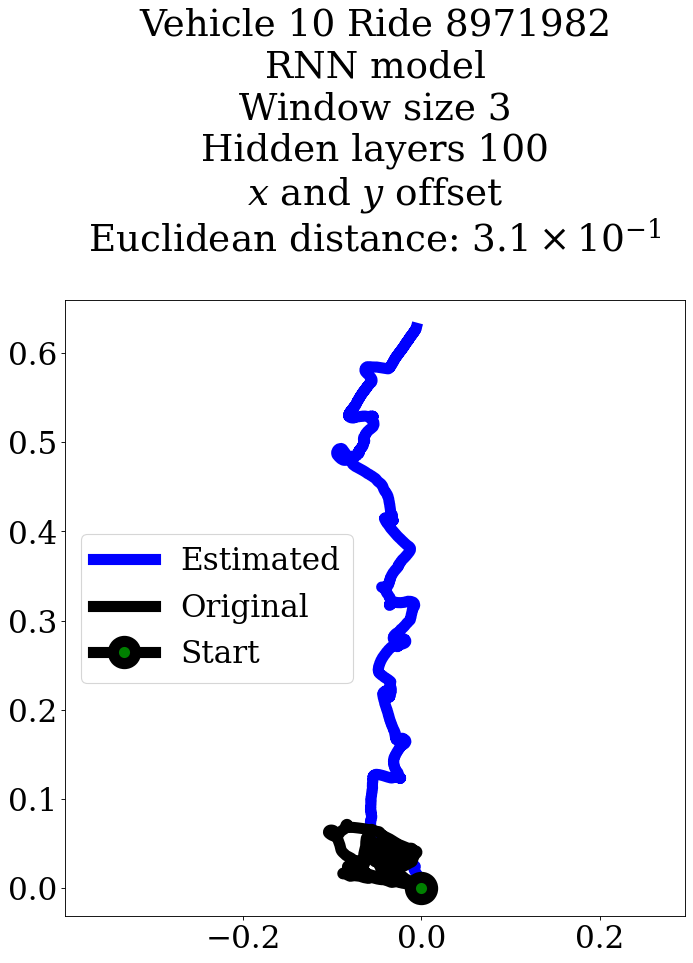 Vehicle 10 Ride 8971982
RNN model
Window size 3
Hidden layers 100
x and y offset
Euclidean distance: 3.1 × 10⁻¹
0.6
0.5
0.4
0.3
0.2
0.1
0.0
Estimated
Original
Start
−0.2
0.0
0.2